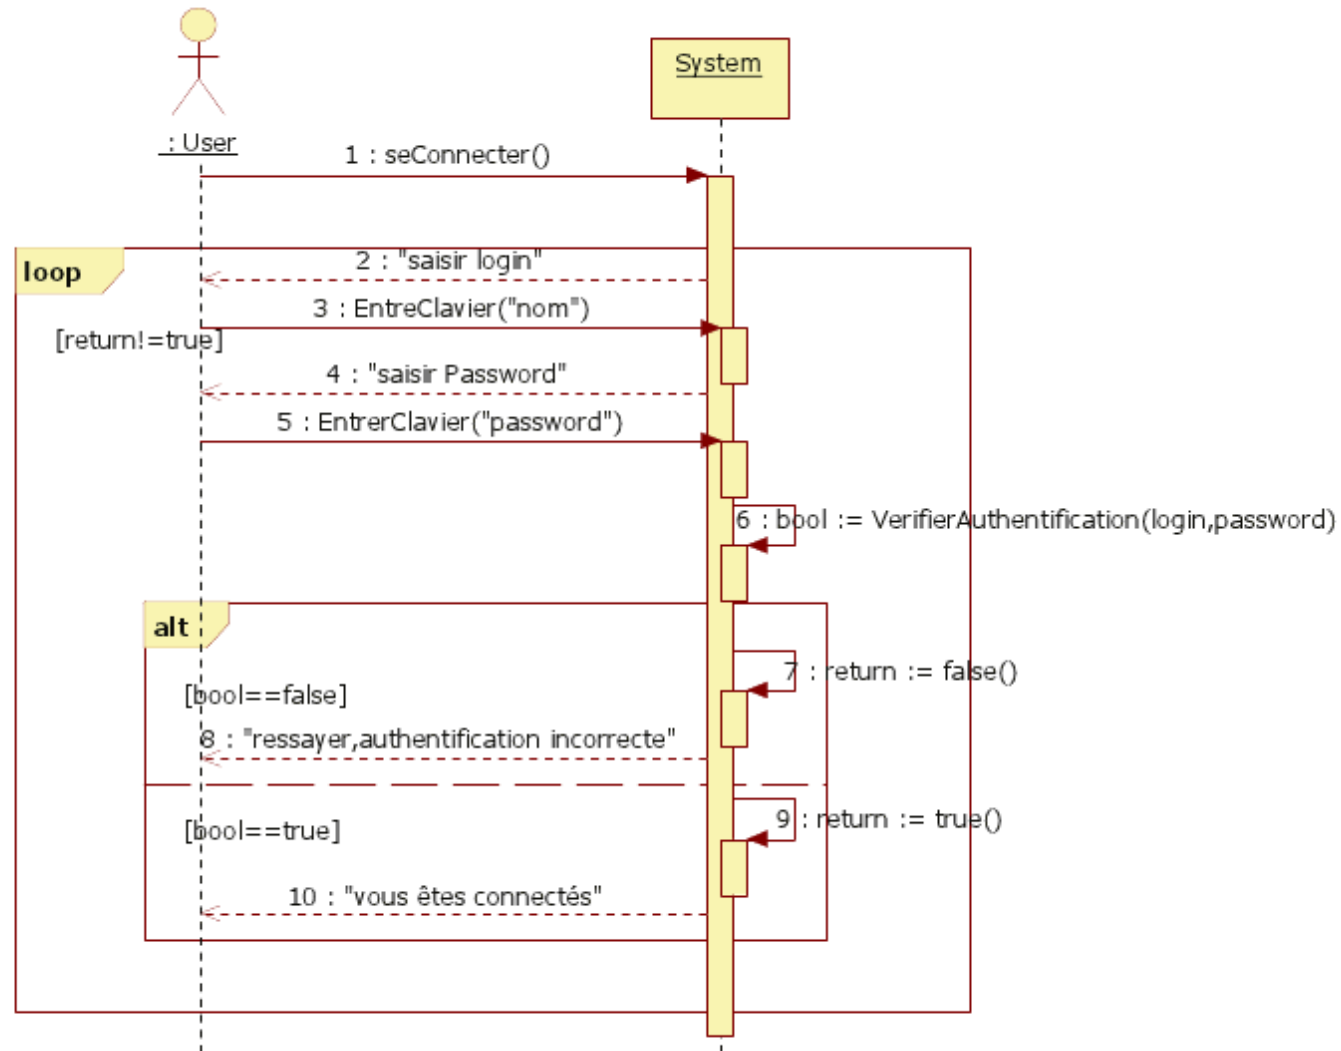 System
: User
1 : seConnecter()
loop
2 : "saisir login"
3 : EntreClavier("nom")
[return!=true]
4 : "saisir Password"
5 : EntrerClavier("password")
6 : bool := VerifierAuthentification(login,password)
alt
7 : return := false()
[bool==false]
8 : "ressayer,authentification incorrecte"
9 : return := true()
[bool==true]
10 : "vous êtes connectés"